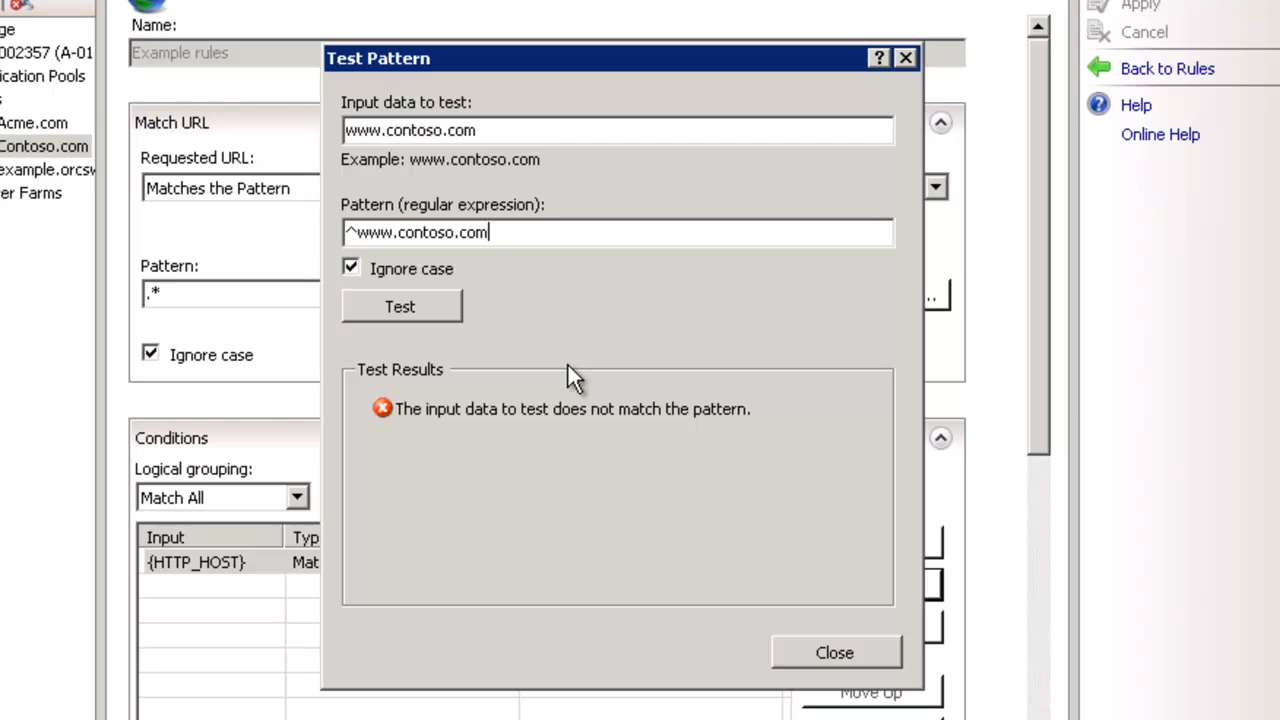 Name:
Example rules
ge
002357 (A-01
ication Pools
s
Acme.com
Contoso.com
example.orcsw
er Farms
Match URL
Requested URL:
Matches the Pattern
Pattern:
.*
Ignore case
Conditions
Logical grouping:
Match All
Input Typ
{HTTP_HOST} Mat
Test Pattern
Input data to test:
www.contoso.com
Example: www.contoso.com
Pattern (regular expression):
^www.contoso.com
Ignore case
Test
Test Results
The input data to test does not match the pattern.
Close
..
Move Up
Apply
Cancel
Back to Rules
Help
Online Help